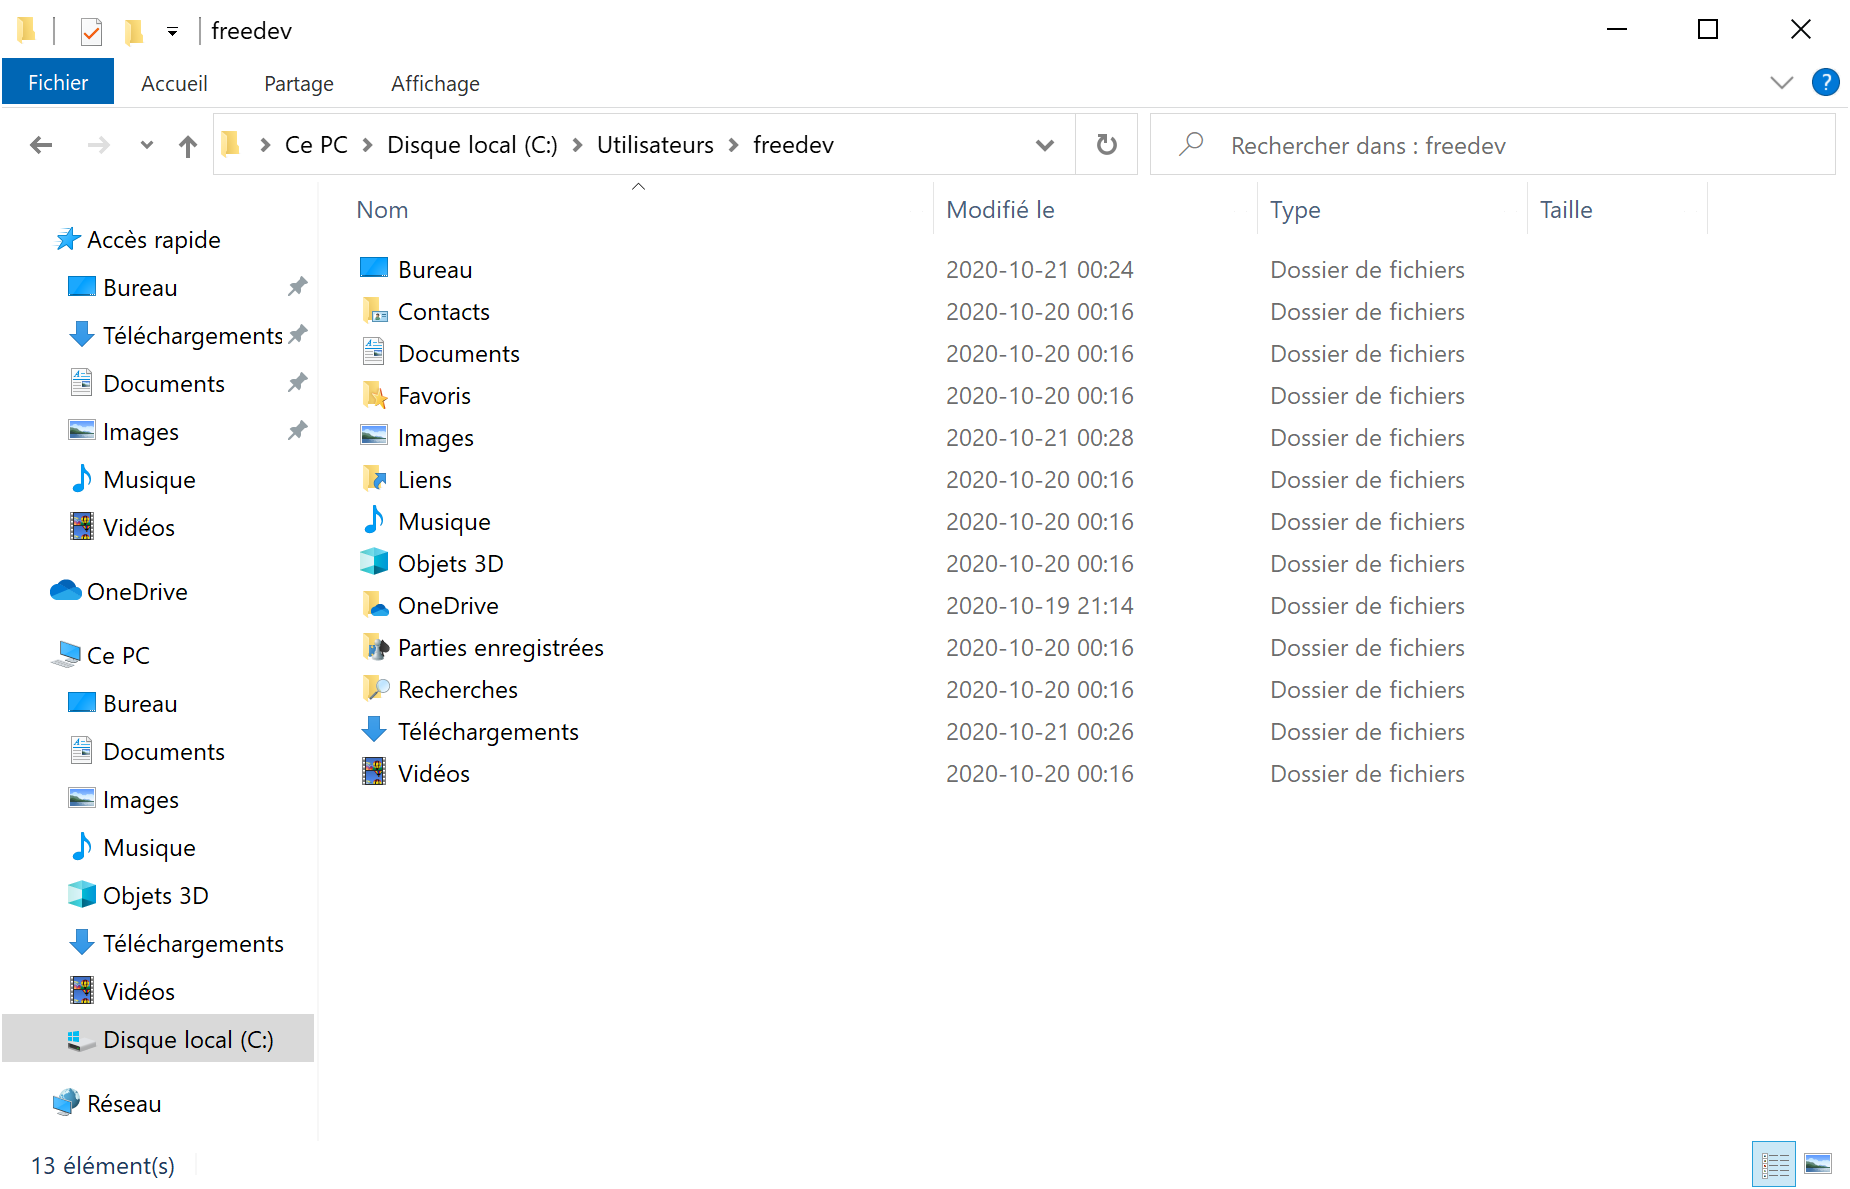 freedev
Fichier Accueil Partage Affichage
Ce PC Disque local (C:) Utilisateurs freedev Rechercher dans : freedev
Nom Modifié le Type Taille
Accès rapide
Bureau
Téléchargements
Documents
Images
Musique
Vidéos
OneDrive
Ce PC
Bureau
Documents
Images
Musique
Objets 3D
Téléchargements
Vidéos
Disque local (C:)
Réseau
Bureau 2020-10-21 00:24 Dossier de fichiers
Contacts 2020-10-20 00:16 Dossier de fichiers
Documents 2020-10-20 00:16 Dossier de fichiers
Favoris 2020-10-20 00:16 Dossier de fichiers
Images 2020-10-21 00:28 Dossier de fichiers
Liens 2020-10-20 00:16 Dossier de fichiers
Musique 2020-10-20 00:16 Dossier de fichiers
Objets 3D 2020-10-20 00:16 Dossier de fichiers
OneDrive 2020-10-19 21:14 Dossier de fichiers
Parties enregistrées 2020-10-20 00:16 Dossier de fichiers
Recherches 2020-10-20 00:16 Dossier de fichiers
Téléchargements 2020-10-21 00:26 Dossier de fichiers
Vidéos 2020-10-20 00:16 Dossier de fichiers
13 élément(s)